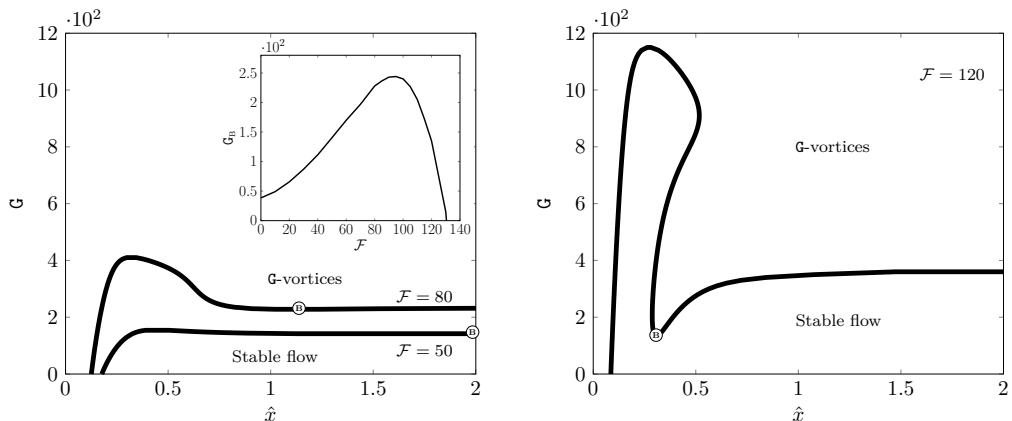 ·10²
12
10
8
6
4
2
0
G
0
0.5
1
1.5
2
x̂
G-vortices
Stable flow
ℱ = 80
ℱ = 50
B
B
·10²
2.5
2
1.5
1
0.5
0
G_B
0 20 40 60 80 100 120 140
ℱ
·10²
12
10
8
6
4
2
0
G
0
0.5
1
1.5
2
x̂
ℱ = 120
G-vortices
Stable flow
B